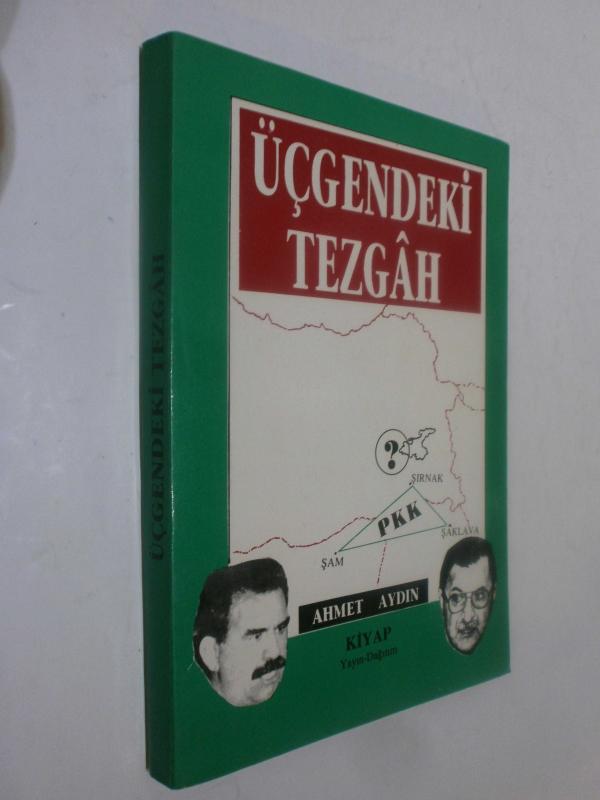 ÜÇGENDEKİ TEZGÂH
ÜÇGENDEKİ
TEZGÂH
?
ŞIRNAK
PKK
ŞAKLAVA
ŞAM
AHMET AYDIN
KİYAP
Yayın-Dağıtım